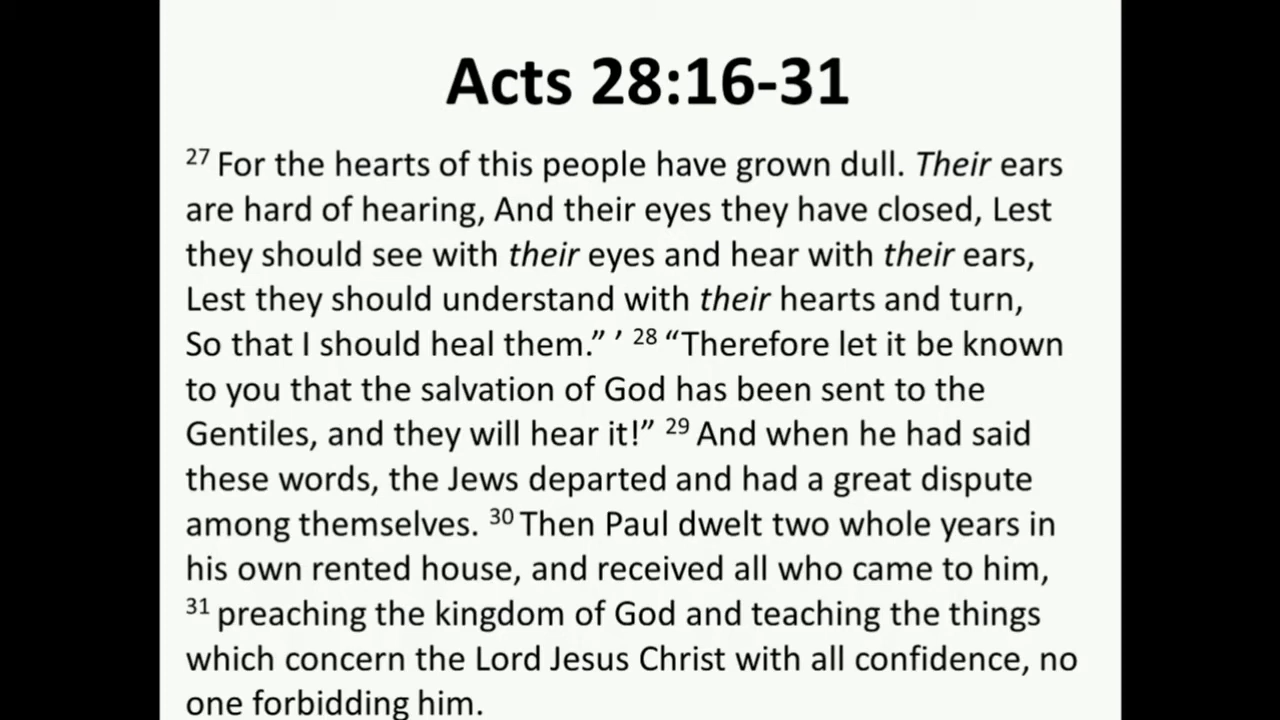 Acts 28:16-31
27 For the hearts of this people have grown dull. Their ears
are hard of hearing, And their eyes they have closed, Lest
they should see with their eyes and hear with their ears,
Lest they should understand with their hearts and turn,
So that I should heal them.” ’ 28 “Therefore let it be known
to you that the salvation of God has been sent to the
Gentiles, and they will hear it!” 29 And when he had said
these words, the Jews departed and had a great dispute
among themselves. 30 Then Paul dwelt two whole years in
his own rented house, and received all who came to him,
31 preaching the kingdom of God and teaching the things
which concern the Lord Jesus Christ with all confidence, no
one forbidding him.